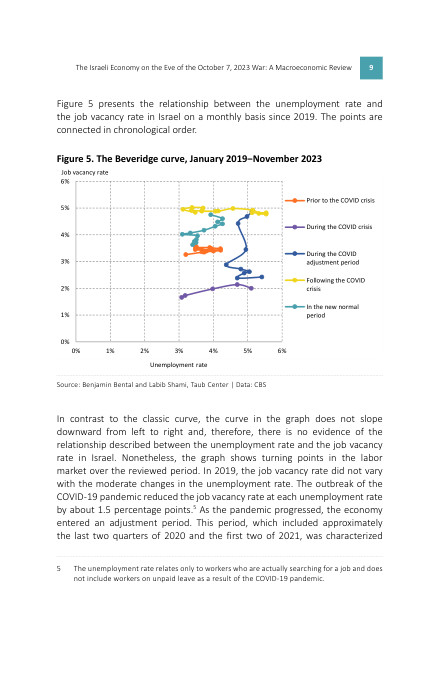 The Israeli Economy on the Eve of the October 7, 2023 War: A Macroeconomic Review 9
Figure 5 presents the relationship between the unemployment rate and
the job vacancy rate in Israel on a monthly basis since 2019. The points are
connected in chronological order.
Figure 5. The Beveridge curve, January 2019–November 2023
Job vacancy rate
6%
5%
4%
3%
2%
1%
0%
0% 1% 2% 3% 4% 5% 6%
Unemployment rate
Prior to the COVID crisis
During the COVID crisis
During the COVID
adjustment period
Following the COVID
crisis
In the new normal
period
Source: Benjamin Bental and Labib Shami, Taub Center | Data: CBS
In contrast to the classic curve, the curve in the graph does not slope
downward from left to right and, therefore, there is no evidence of the
relationship described between the unemployment rate and the job vacancy
rate in Israel. Nonetheless, the graph shows turning points in the labor
market over the reviewed period. In 2019, the job vacancy rate did not vary
with the moderate changes in the unemployment rate. The outbreak of the
COVID-19 pandemic reduced the job vacancy rate at each unemployment rate
by about 1.5 percentage points.5 As the pandemic progressed, the economy
entered an adjustment period. This period, which included approximately
the last two quarters of 2020 and the first two of 2021, was characterized
5 The unemployment rate relates only to workers who are actually searching for a job and does
not include workers on unpaid leave as a result of the COVID-19 pandemic.